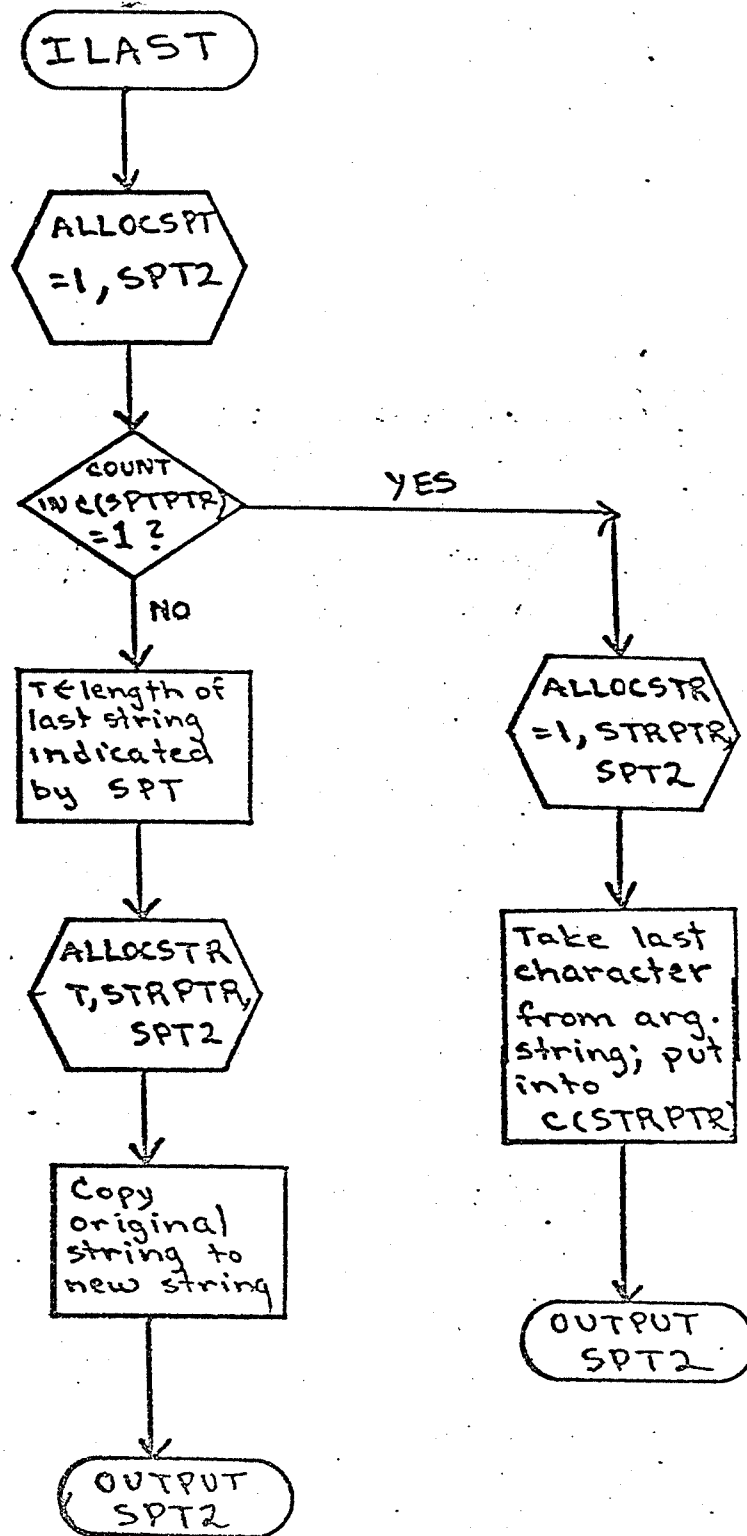 ILAST
ALLOCSPT
=1, SPT2
COUNT
IN C(SPTPTR)
=1?
YES
NO
T←length of
last string
indicated
by SPT
ALLOCSTR
T, STRPTR,
SPT2
Copy
original
string to
new string
OUTPUT
SPT2
ALLOCSTR
=1, STRPTR,
SPT2
Take last
character
from arg.
string; put
into
C(STRPTR
OUTPUT
SPT2